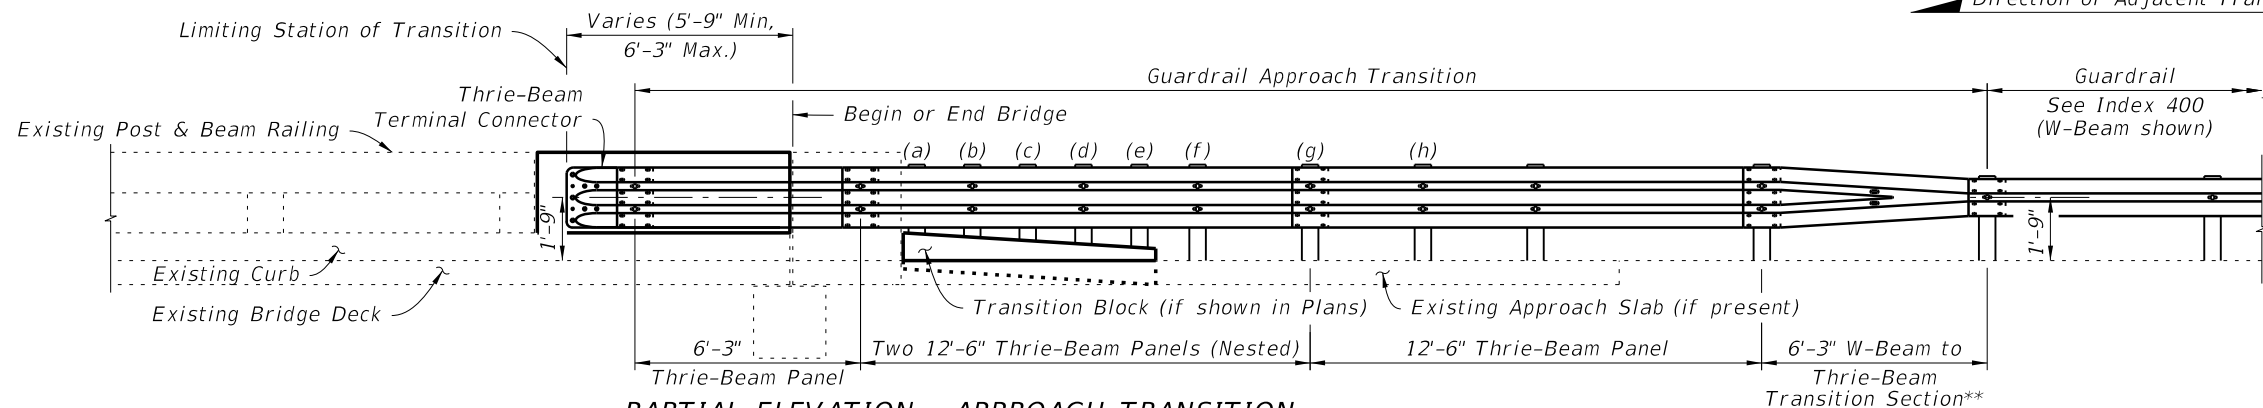 Direction of Adjacent
Limiting Station of Transition
Varies (5'-9" Min,
6'-3" Max.)
Guardrail Approach Transition
Guardrail
See Index 400
(W-Beam shown)
Thrie-Beam
Terminal Connector
Begin or End Bridge
Existing Post & Beam Railing
(a) (b) (c) (d) (e) (f) (g) (h)
1'-9"
1'-9"
Existing Curb
Existing Bridge Deck
Transition Block (if shown in Plans)
Existing Approach Slab (if present)
6'-3"
Thrie-Beam Panel
Two 12'-6" Thrie-Beam Panels (Nested)
12'-6" Thrie-Beam Panel
6'-3" W-Beam to
Thrie-Beam
Transition Section**
PARTIAL ELEVATION APPROACH TRANSITION